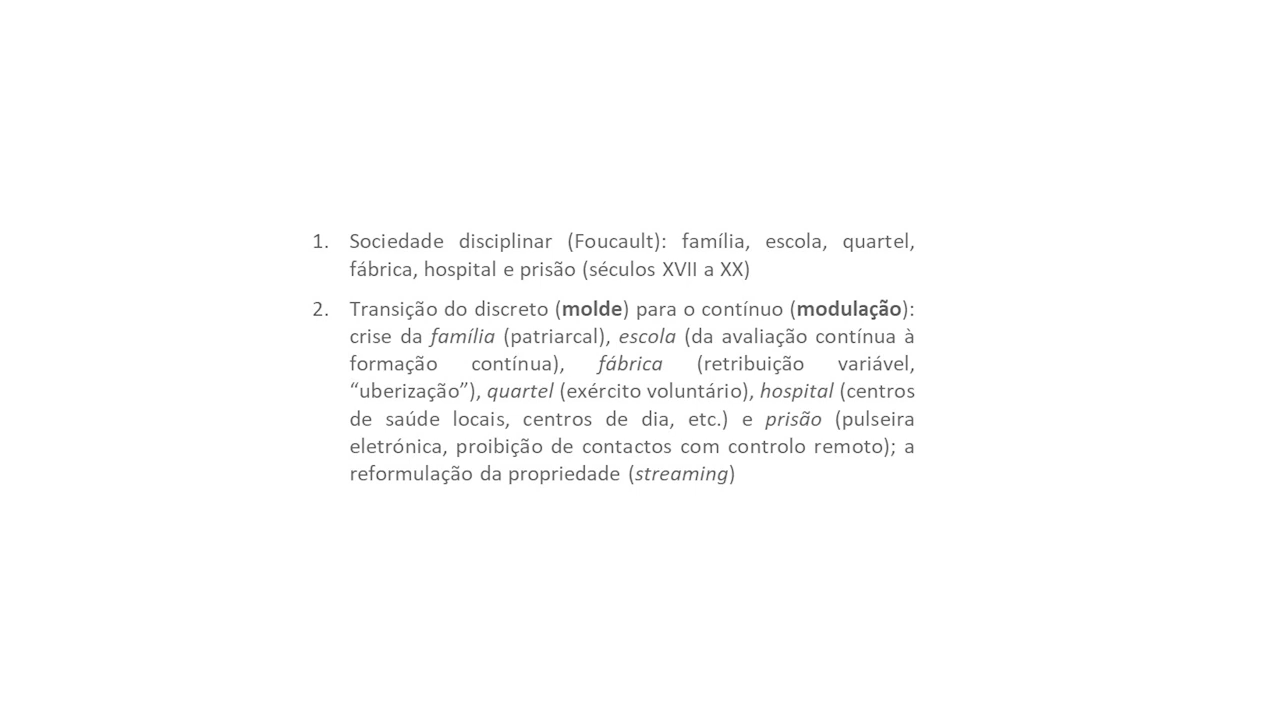 1. Sociedade disciplinar (Foucault): família, escola, quartel,
fábrica, hospital e prisão (séculos XVII a XX)
2. Transição do discreto (molde) para o contínuo (modulação):
crise da família (patriarcal), escola (da avaliação contínua à
formação contínua), fábrica (retribuição variável,
“uberização”), quartel (exército voluntário), hospital (centros
de saúde locais, centros de dia, etc.) e prisão (pulseira
eletrónica, proibição de contactos com controlo remoto); a
reformulação da propriedade (streaming)